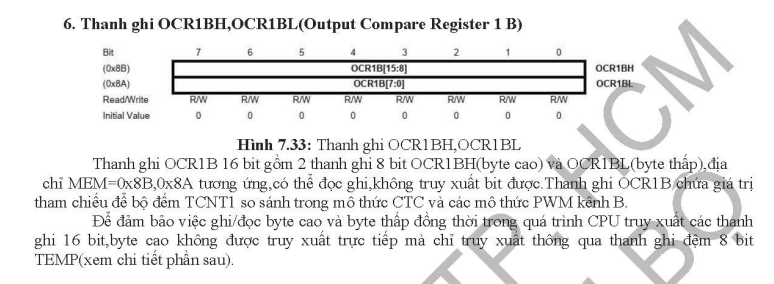 6. Thanh ghi OCR1BH,OCR1BL(Output Compare Register 1 B)
Bit 7 6 5 4 3 2 1 0
(0x8B) OCR1B[15:8] OCR1BH
(0x8A) OCR1B[7:0] OCR1BL
Read/Write R/W R/W R/W R/W R/W R/W R/W R/W
Initial Value 0 0 0 0 0 0 0 0
Hình 7.33: Thanh ghi OCR1BH,OCR1BL
Thanh ghi OCR1B 16 bit gồm 2 thanh ghi 8 bit OCR1BH(byte cao) và OCR1BL(byte thấp),địa
chỉ MEM=0x8B,0x8A tương ứng,có thể đọc ghi,không truy xuất bit được.Thanh ghi OCR1B chứa giá trị
tham chiếu để bộ đếm TCNT1 so sánh trong mô thức CTC và các mô thức PWM kênh B.
Để đảm bảo việc ghi/đọc byte cao và byte thấp đồng thời trong quá trình CPU truy xuất các thanh
ghi 16 bit,byte cao không được truy xuất trực tiếp mà chỉ truy xuất thông qua thanh ghi đệm 8 bit
TEMP(xem chi tiết phần sau).
TP. HCM
BỘ